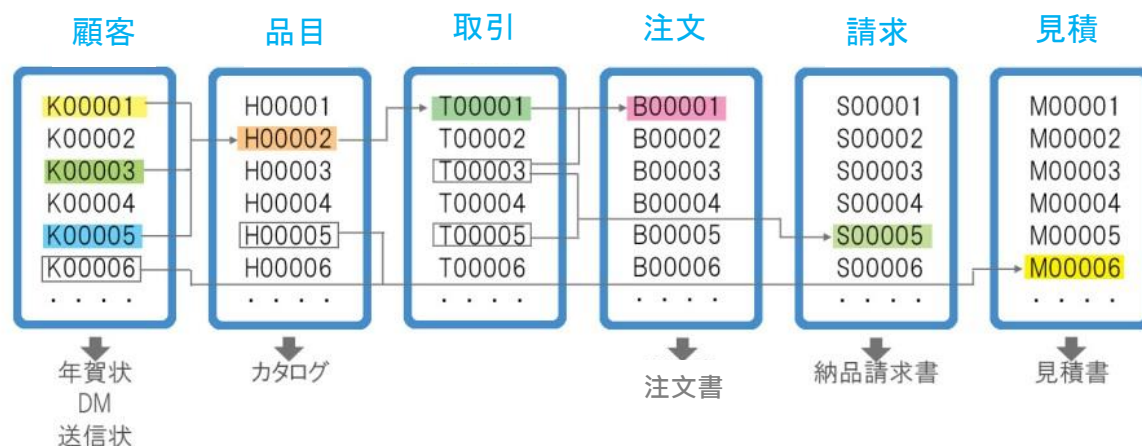 顧客 品目 取引 注文 請求 見積
K00001 H00001 T00001 B00001 S00001 M00001
K00002 H00002 T00002 B00002 S00002 M00002
K00003 H00003 T00003 B00003 S00003 M00003
K00004 H00004 T00004 B00004 S00004 M00004
K00005 H00005 T00005 B00005 S00005 M00005
K00006 H00006 T00006 B00006 S00006 M00006
・・・・ ・・・・ ・・・・ ・・・・ ・・・・ ・・・・
年賀状 カタログ 注文書 納品請求書 見積書
DM
送信状